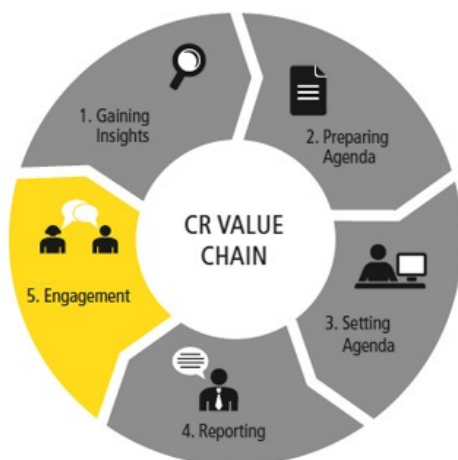 1. Gaining
Insights
2. Preparing
Agenda
CR VALUE
CHAIN
5. Engagement
3. Setting
Agenda
4. Reporting